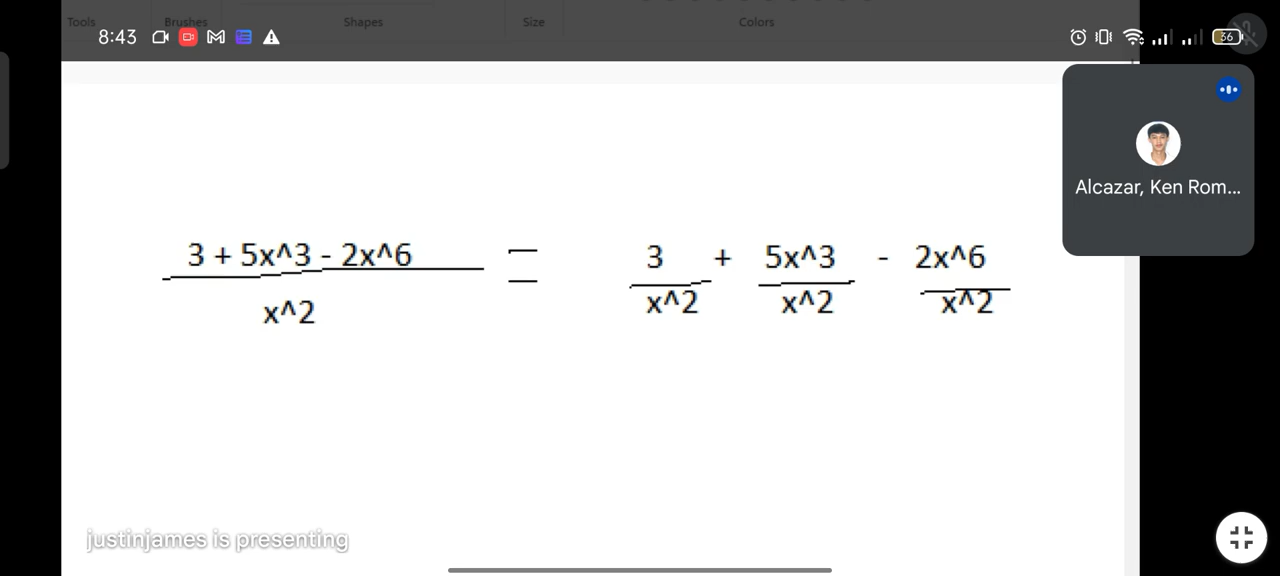 Tools Brushes Shapes Size Colors
8:43 36
Alcazar, Ken Rom...
3 + 5x^3 - 2x^6 = 3 + 5x^3 - 2x^6
x^2 x^2 x^2 x^2
justinjames is presenting